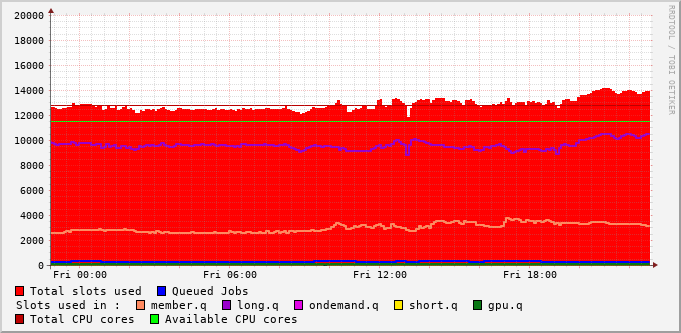 20000
18000
16000
14000
12000
10000
8000
6000
4000
2000
0
Fri 00:00 Fri 06:00 Fri 12:00 Fri 18:00
RRDTOOL / TOBI OETIKER
Total slots used Queued Jobs
Slots used in : member.q long.q ondemand.q short.q gpu.q
Total CPU cores Available CPU cores